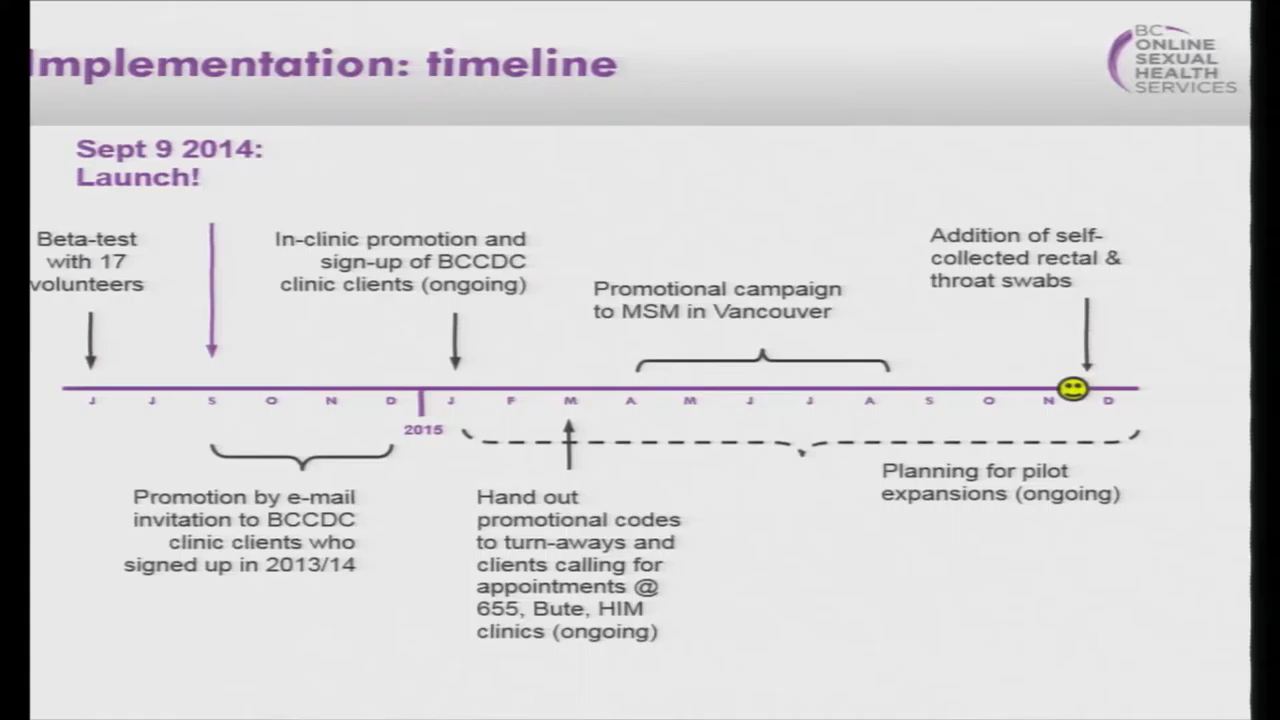 Implementation: timeline
BC
ONLINE
SEXUAL
HEALTH
SERVICES
Sept 9 2014:
Launch!
Beta-test
with 17
volunteers
In-clinic promotion and
sign-up of BCCDC
clinic clients (ongoing)
Promotional campaign
to MSM in Vancouver
Addition of self-
collected rectal &
throat swabs
J J S O N D J F M A M J J A S O N D
2015
Promotion by e-mail
invitation to BCCDC
clinic clients who
signed up in 2013/14
Hand out
promotional codes
to turn-aways and
clients calling for
appointments @
655, Bute, HIM
clinics (ongoing)
Planning for pilot
expansions (ongoing)